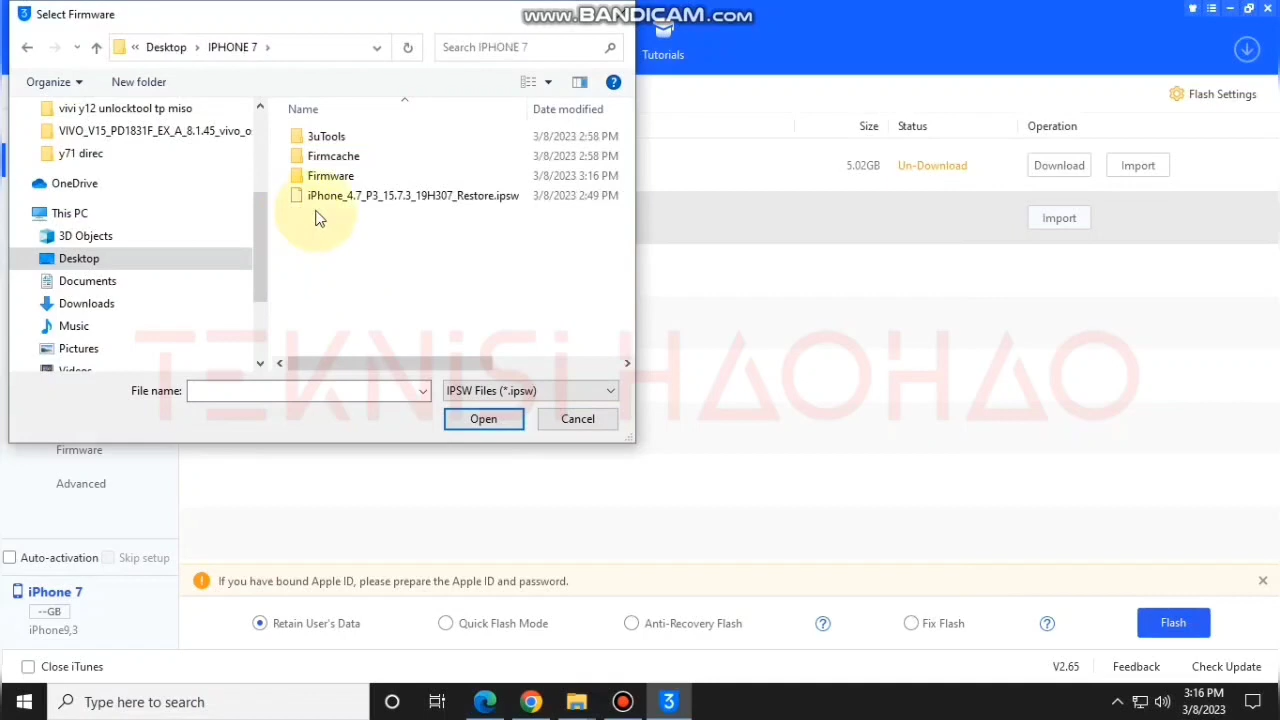 Select Firmware
www.BANDICAM.com
Desktop
IPHONE 7
Search IPHONE 7
Tutorials
Organize
New folder
Flash Settings
vivi y12 unlocktool tp miso
VIVO_V15_PD1831F_EX_A_8.1.45_vivo_o
y71 direc
OneDrive
This PC
3D Objects
Desktop
Documents
Downloads
Music
Pictures
Videos
Name
Date modified
3uTools 3/8/2023 2:58 PM
Firmcache 3/8/2023 2:58 PM
Firmware 3/8/2023 3:16 PM
iPhone_4.7_P3_15.7.3_19H307_Restore.ipsw 3/8/2023 2:49 PM
Size Status Operation
5.02GB Un-Download Download Import
Import
TEKNiSi HAOHAO
File name:
IPSW Files (*.ipsw)
Open Cancel
Firmware
Advanced
Auto-activation Skip setup
iPhone 7
--GB
iPhone9,3
If you have bound Apple ID, please prepare the Apple ID and password.
Retain User's Data Quick Flash Mode Anti-Recovery Flash Fix Flash Flash
Close iTunes
V2.65 Feedback Check Update
Type here to search
3:16 PM
3/8/2023